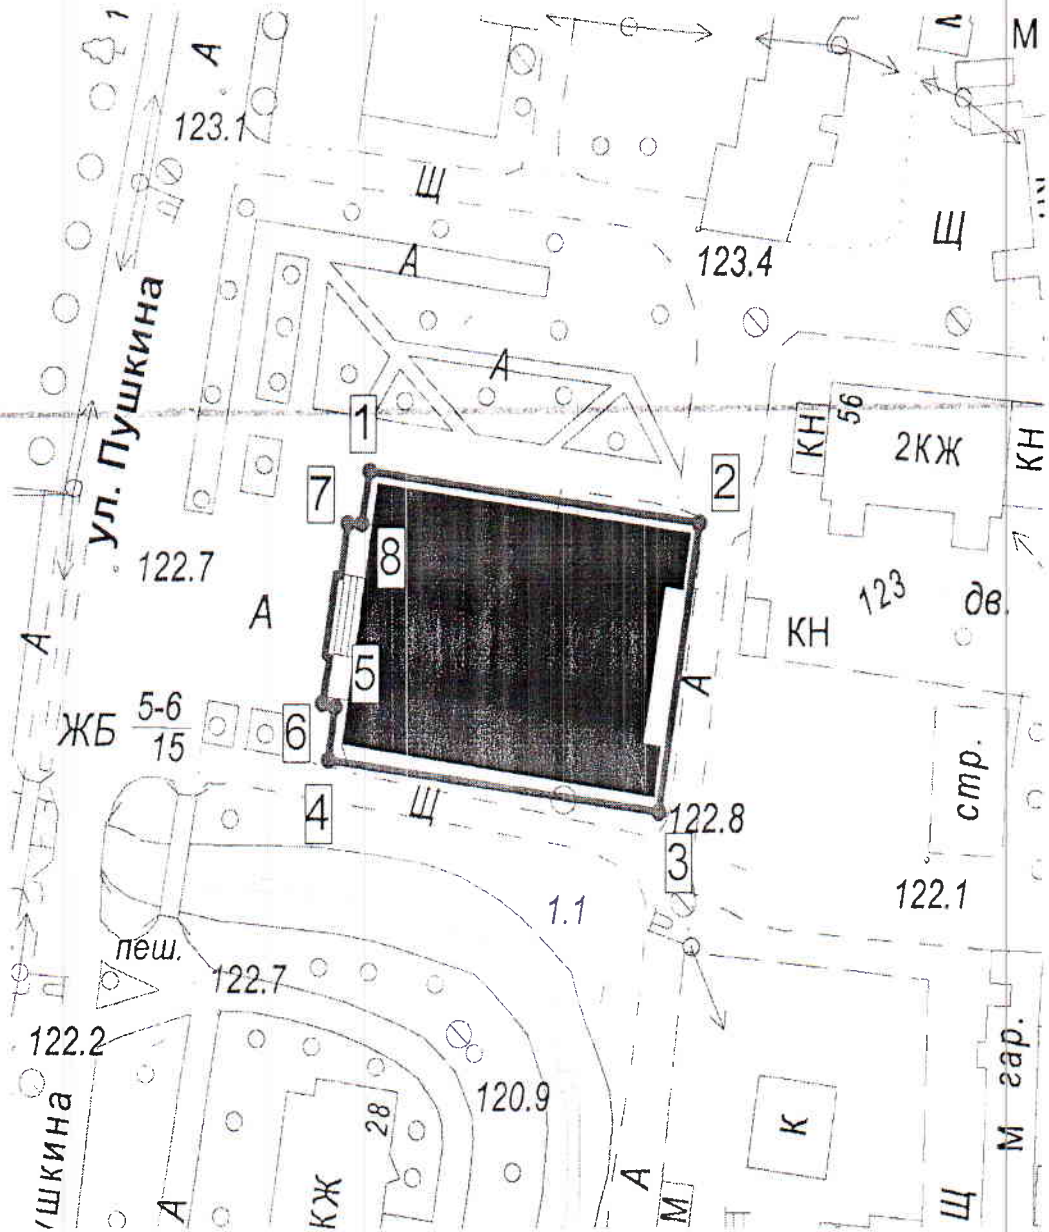 1
М
А
М
123.1
Щ
П
Щ
А
123.4
ул. Пушкина
А
1
56
КН
2КЖ
КН
2
7
8
122.7
123
дв.
А
КН
А
5
А
ЖБ 5-6
15
6
стр.
4
Щ
122.8
3
122.1
1.1
П
пеш.
122.7
П
122.2
120.9
М гар.
28
К
ушкина
А
КЖ
А
М
Щ